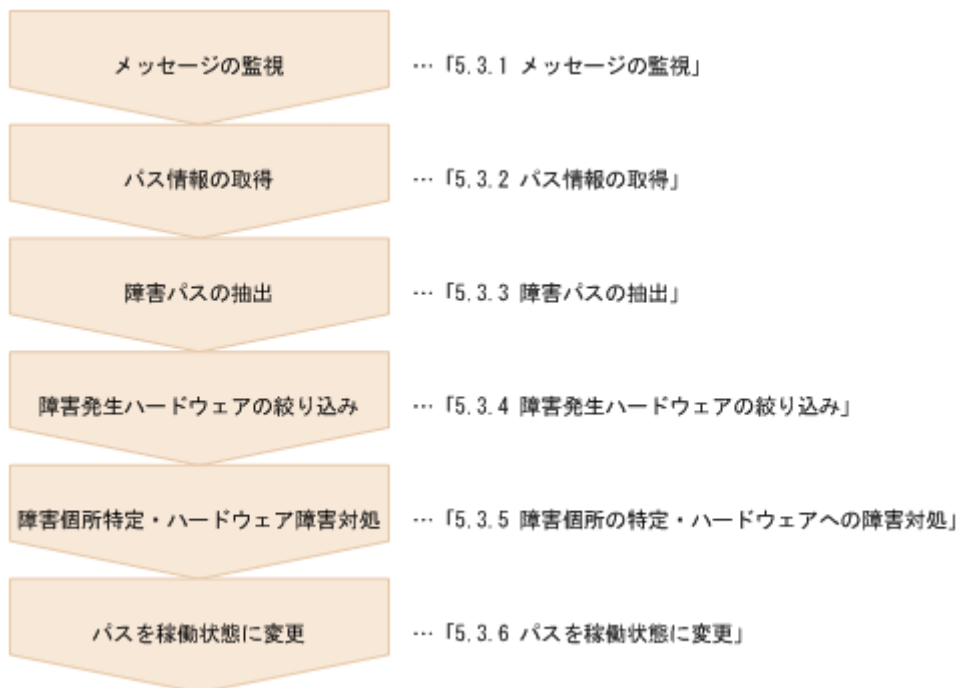 メッセージの監視 … 「5.3.1 メッセージの監視」
パス情報の取得 … 「5.3.2 パス情報の取得」
障害パスの抽出 … 「5.3.3 障害パスの抽出」
障害発生ハードウェアの絞り込み … 「5.3.4 障害発生ハードウェアの絞り込み」
障害個所特定・ハードウェア障害対処 … 「5.3.5 障害個所の特定・ハードウェアへの障害対処」
パスを稼働状態に変更 … 「5.3.6 パスを稼働状態に変更」